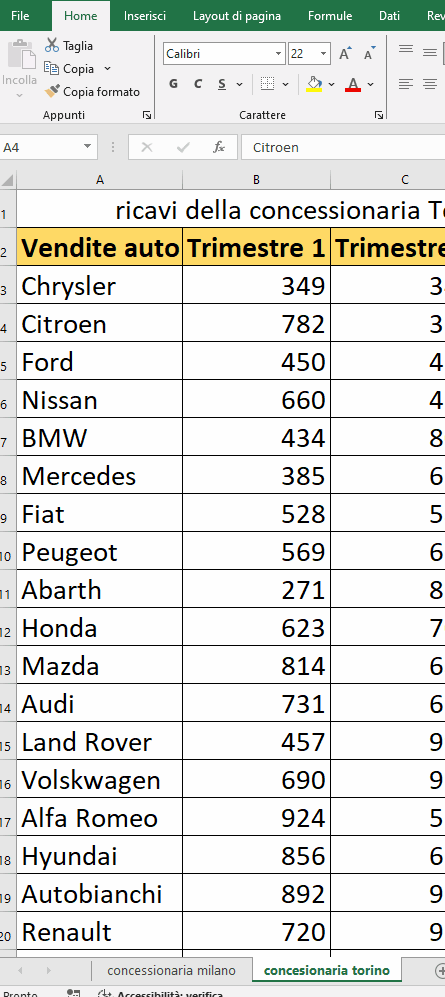 File Home Inserisci Layout di pagina Formule Dati Re
Taglia
Copia
Incolla
Copia formato
Appunti
Calibri 22 A A
G C S A
Carattere
A4 fx Citroen
A B C
1 ricavi della concessionaria T
2 Vendite auto Trimestre 1 Trimestre
3 Chrysler 349 3
4 Citroen 782 3
5 Ford 450 4
6 Nissan 660 4
7 BMW 434 8
8 Mercedes 385 6
9 Fiat 528 5
10 Peugeot 569 6
11 Abarth 271 8
12 Honda 623 7
13 Mazda 814 6
14 Audi 731 6
15 Land Rover 457 9
16 Volskwagen 690 9
17 Alfa Romeo 924 5
18 Hyundai 856 6
19 Autobianchi 892 9
20 Renault 720 9
concessionaria milano concesionaria torino
Pronto Accessibilità: verifica